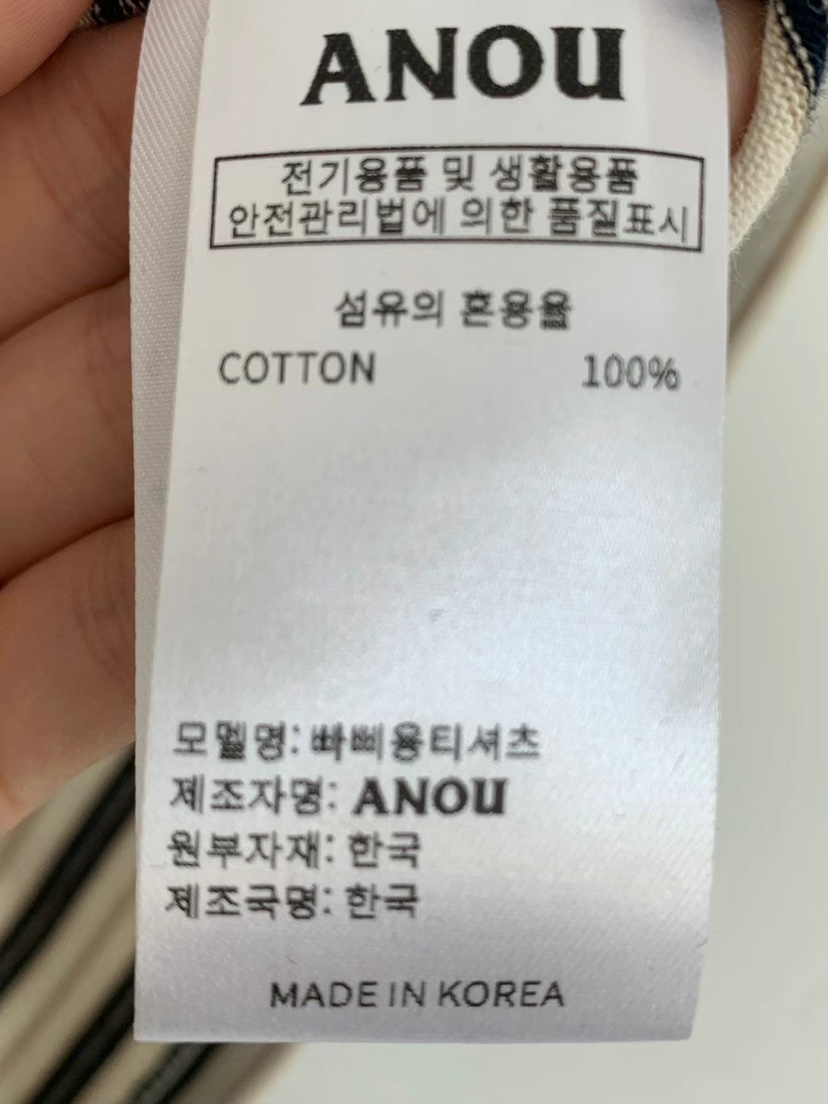 ANOU
전기용품 및 생활용품
안전관리법에 의한 품질표시
섬유의 혼용율
COTTON 100%
모델명: 빠삐용티셔츠
제조자명: ANOU
원부자재: 한국
제조국명: 한국
MADE IN KOREA